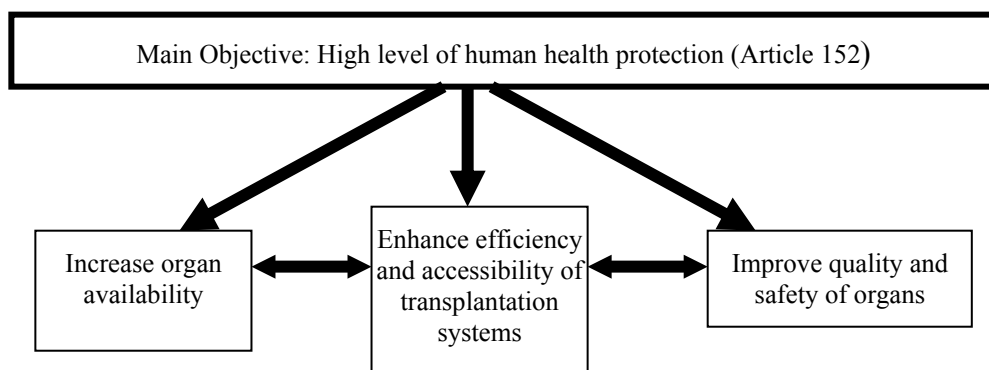 Main Objective: High level of human health protection (Article 152)
Increase organ
availability
Enhance efficiency
and accessibility of
transplantation
systems
Improve quality and
safety of organs